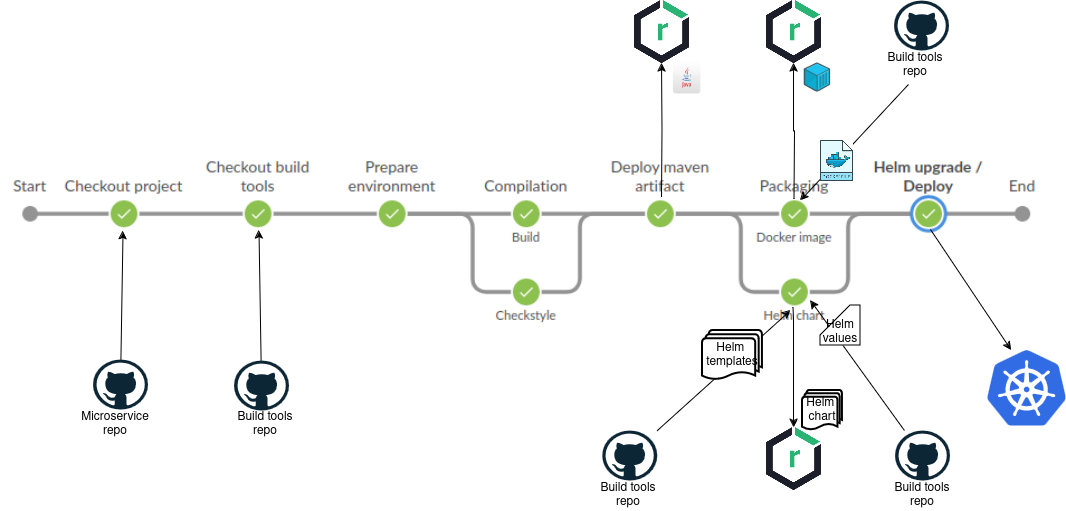 r
r
Java
Build tools
repo
Start
Checkout project
Checkout build
tools
Prepare
environment
Compilation
Deploy maven
artifact
Packaging
Helm upgrade /
Deploy
End
Build
Docker image
Checkstyle
Helm chart
Helm
values
Helm
templates
Helm
chart
Microservice
repo
Build tools
repo
r
Build tools
repo
Build tools
repo